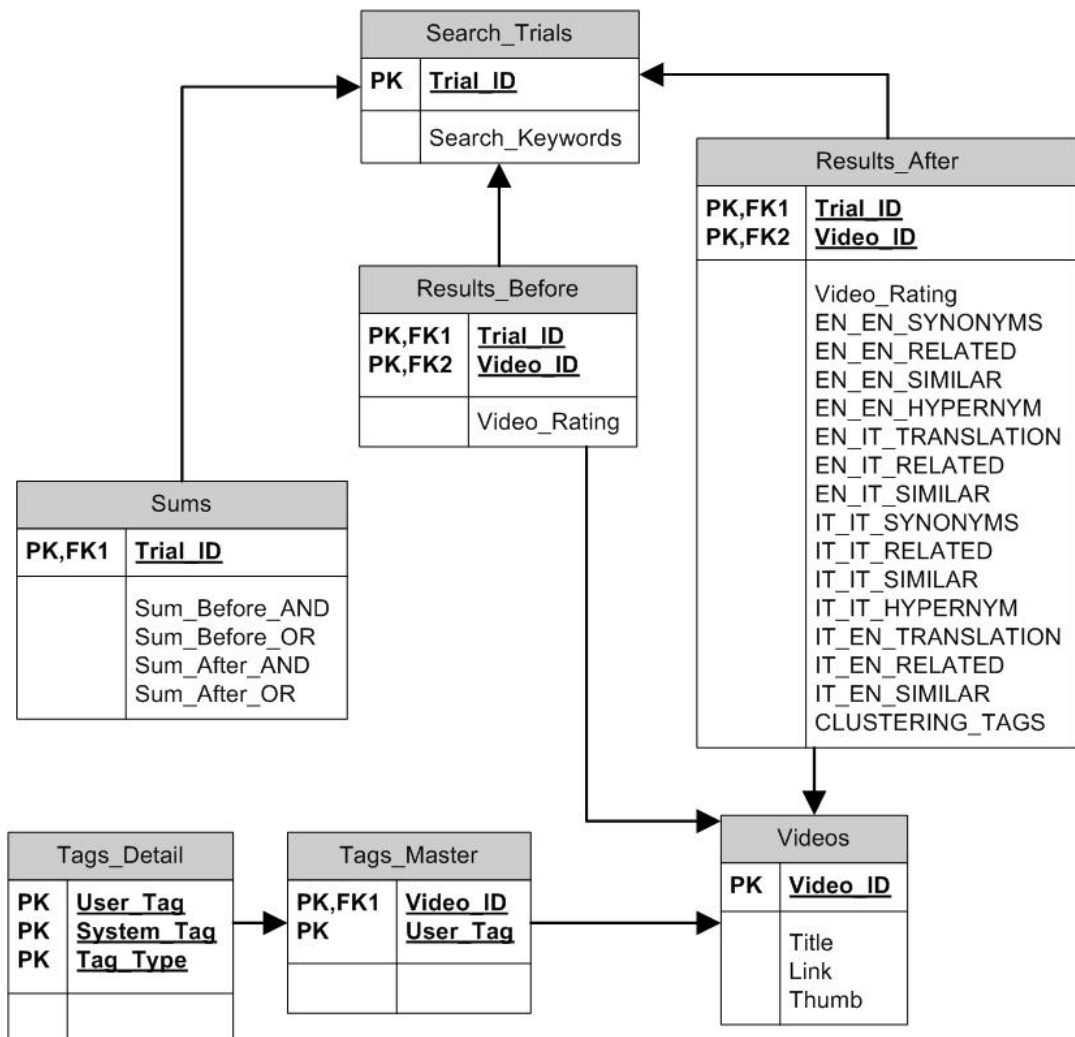 Search_Trials
PK Trial_ID
Search_Keywords
Results_After
PK,FK1 Trial_ID
PK,FK2 Video_ID
Video_Rating
EN_EN_SYNONYMS
EN_EN_RELATED
EN_EN_SIMILAR
EN_EN_HYPERNYM
EN_IT_TRANSLATION
EN_IT_RELATED
EN_IT_SIMILAR
IT_IT_SYNONYMS
IT_IT_RELATED
IT_IT_SIMILAR
IT_IT_HYPERNYM
IT_EN_TRANSLATION
IT_EN_RELATED
IT_EN_SIMILAR
CLUSTERING_TAGS
Results_Before
PK,FK1 Trial_ID
PK,FK2 Video_ID
Video_Rating
Sums
PK,FK1 Trial_ID
Sum_Before_AND
Sum_Before_OR
Sum_After_AND
Sum_After_OR
Tags_Detail
PK User_Tag
PK System_Tag
PK Tag_Type
Tags_Master
PK,FK1 Video_ID
PK User_Tag
Videos
PK Video_ID
Title
Link
Thumb